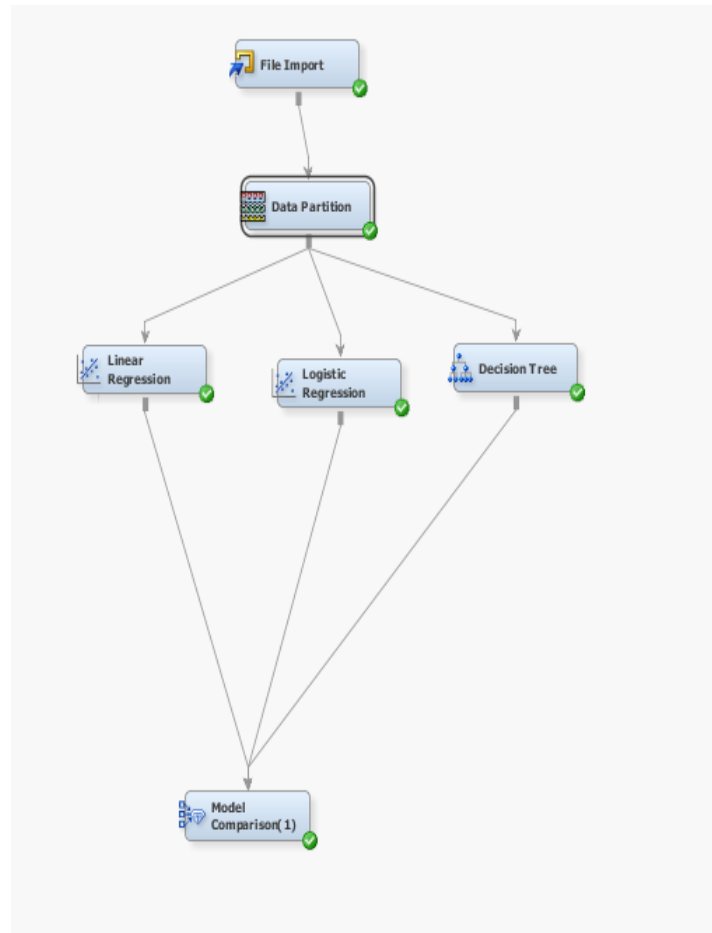 File Import
Data Partition
Linear
Regression
Logistic
Regression
Decision Tree
Model
Comparison(1)